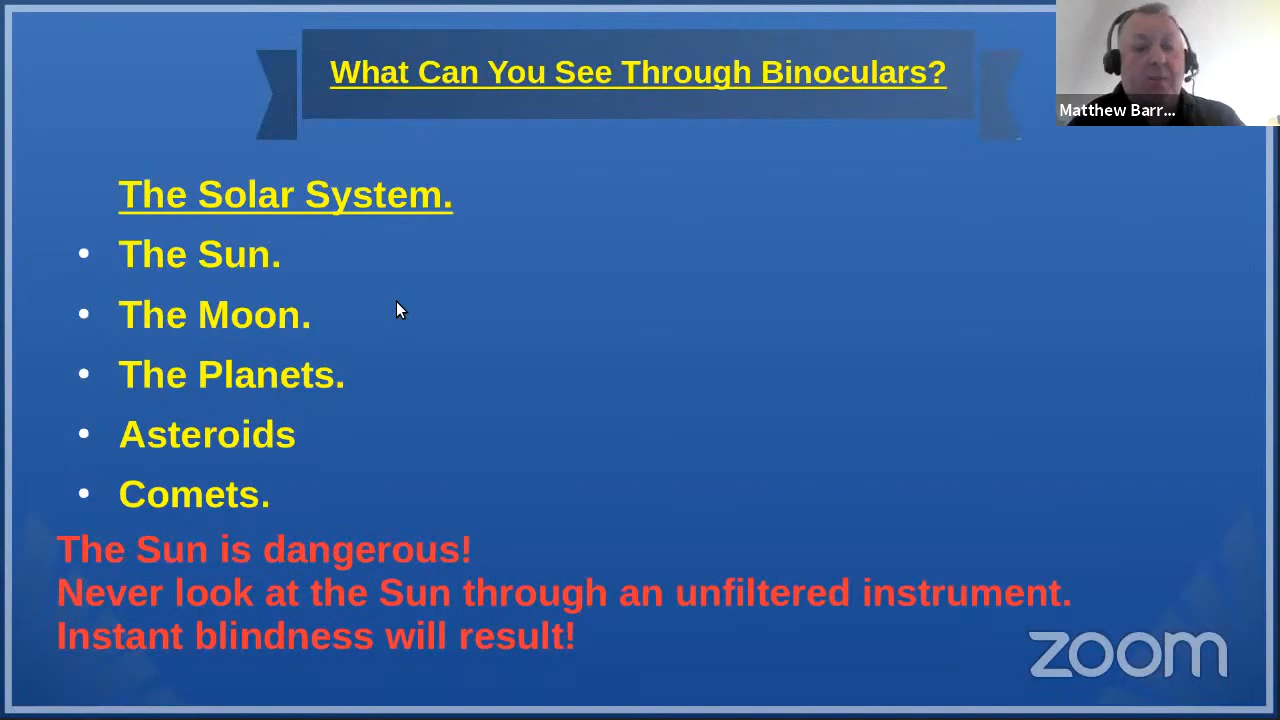 What Can You See Through Binoculars?
Matthew Barr...
The Solar System.
• The Sun.
• The Moon.
• The Planets.
• Asteroids
• Comets.
The Sun is dangerous!
Never look at the Sun through an unfiltered instrument.
Instant blindness will result!
zoom